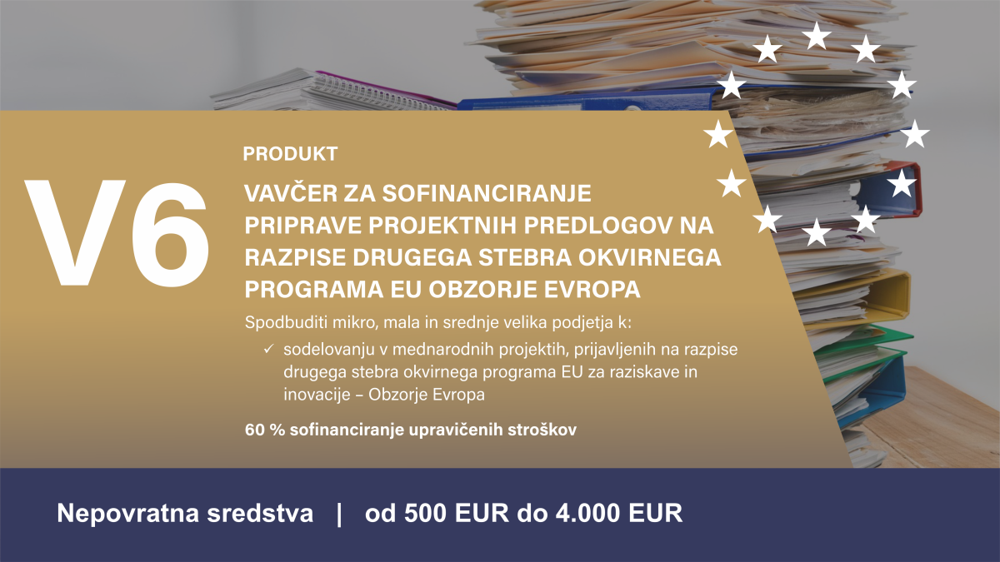 V6
PRODUKT
VAVČER ZA SOFINANCIRANJE
PRIPRAVE PROJEKTNIH PREDLOGOV NA
RAZPISE DRUGEGA STEBRA OKVIRNEGA
PROGRAMA EU OBZORJE EVROPA
Spodbuditi mikro, mala in srednje velika podjetja k:
✓ sodelovanju v mednarodnih projektih, prijavljenih na razpise
drugega stebra okvirnega programa EU za raziskave in
inovacije – Obzorje Evropa
60 % sofinanciranje upravičenih stroškov
Nepovratna sredstva | od 500 EUR do 4.000 EUR